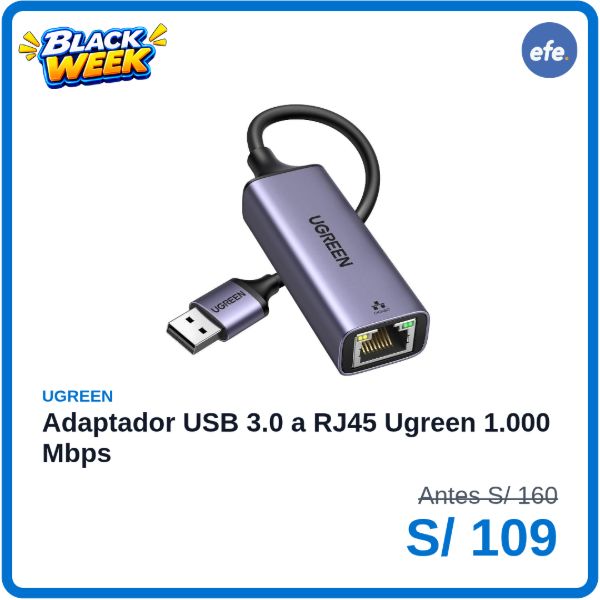 BLACK
WEEK
efe.
UGREEN
UGREEN
UGREEN
Adaptador USB 3.0 a RJ45 Ugreen 1.000
Mbps
Antes S/ 160
S/ 109